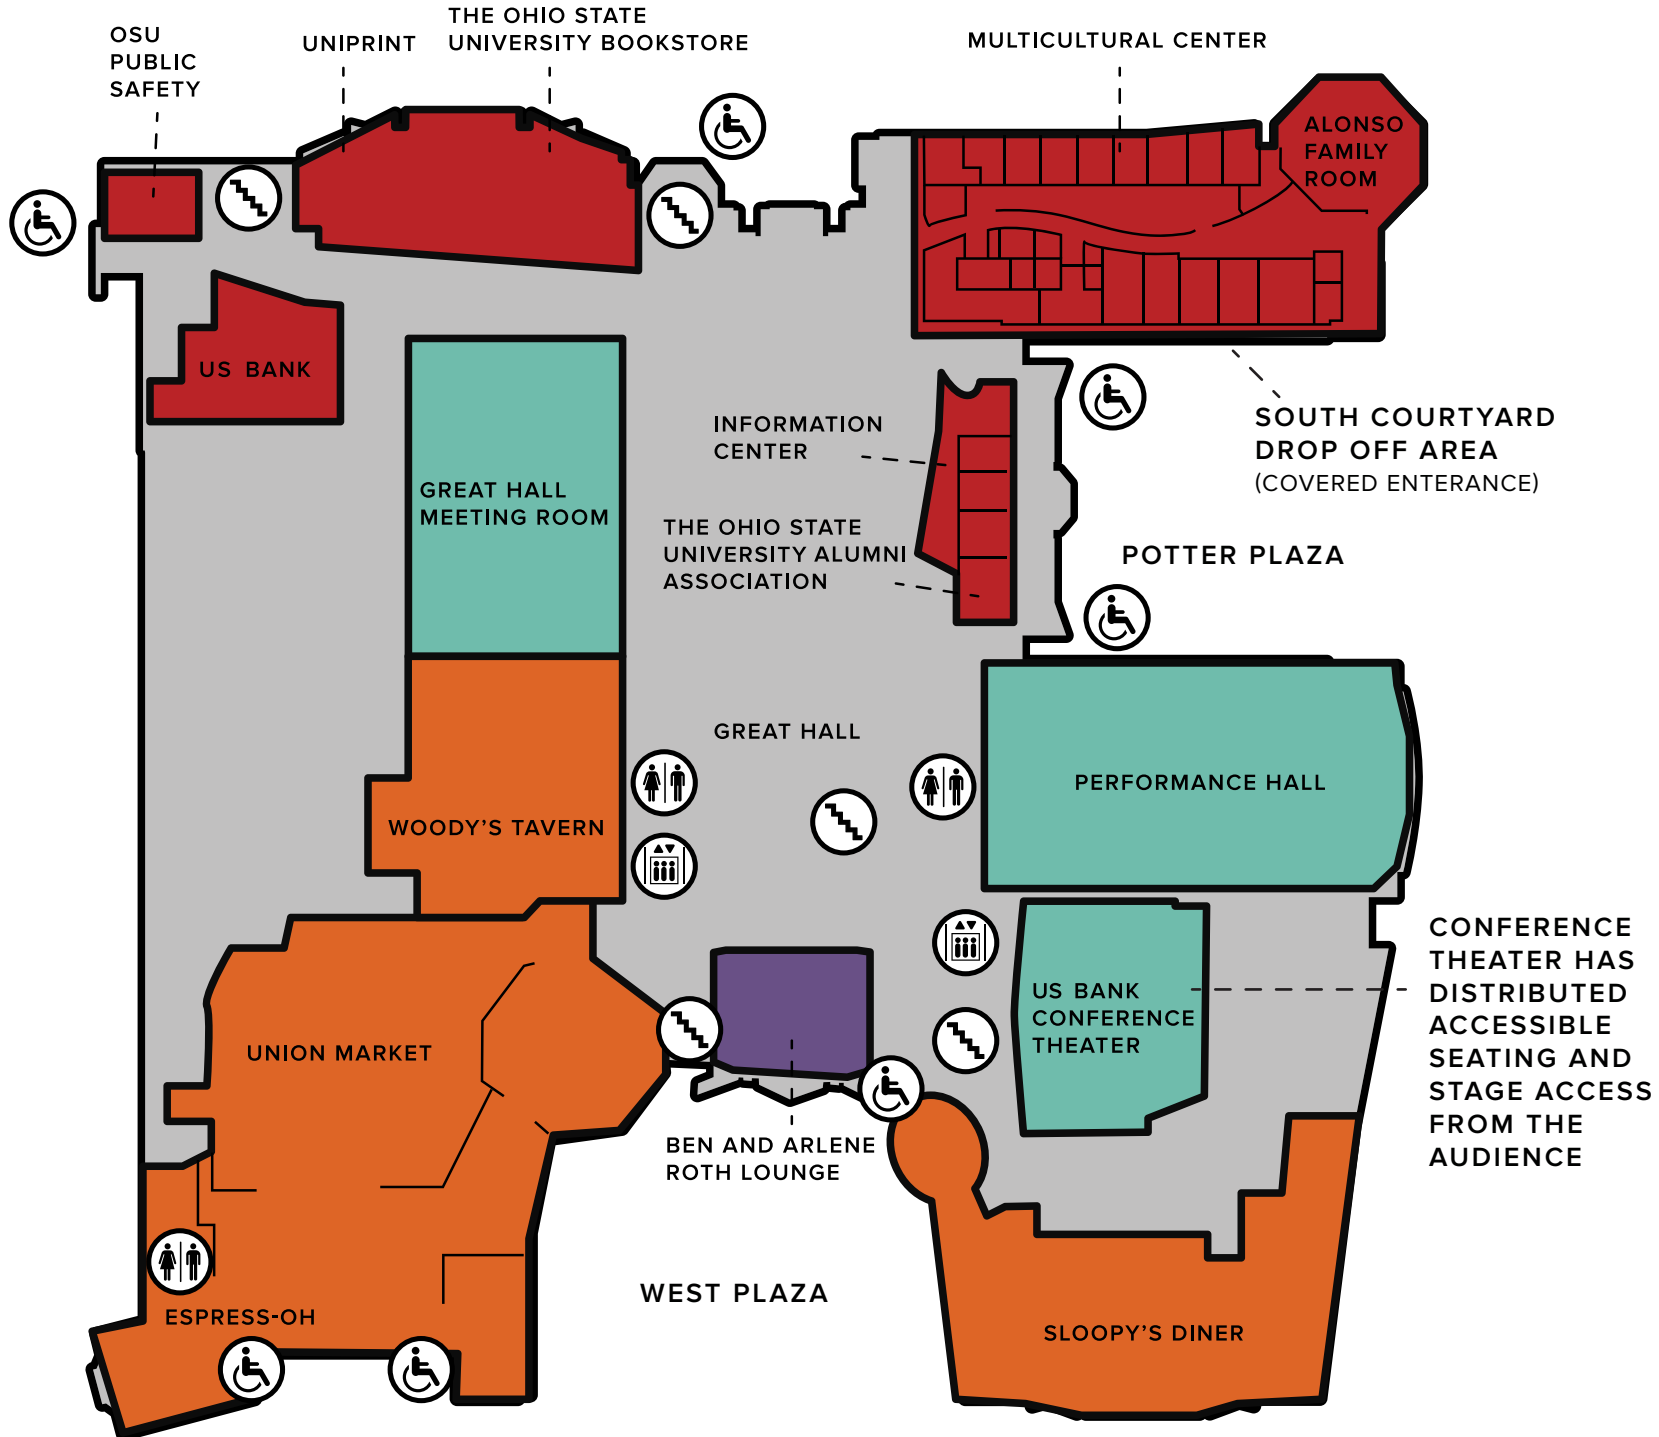 OSU
PUBLIC
SAFETY
UNIPRINT
THE OHIO STATE
UNIVERSITY BOOKSTORE
MULTICULTURAL CENTER
ALONSO
FAMILY
ROOM
US BANK
INFORMATION
CENTER
SOUTH COURTYARD
DROP OFF AREA
(COVERED ENTERANCE)
GREAT HALL
MEETING ROOM
THE OHIO STATE
UNIVERSITY ALUMNI
ASSOCIATION
POTTER PLAZA
GREAT HALL
PERFORMANCE HALL
WOODY'S TAVERN
CONFERENCE
THEATER HAS
DISTRIBUTED
ACCESSIBLE
SEATING AND
STAGE ACCESS
FROM THE
AUDIENCE
US BANK
CONFERENCE
THEATER
UNION MARKET
BEN AND ARLENE
ROTH LOUNGE
WEST PLAZA
ESPRESS-OH
SLOOPY'S DINER